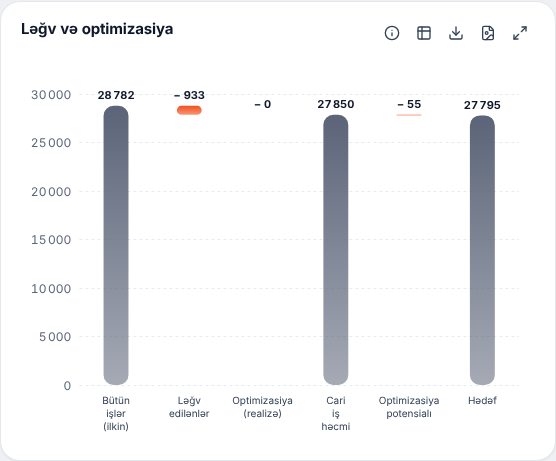 Ləğv və optimizasiya
30 000
25 000
20 000
15 000
10 000
5 000
0
28 782
− 933
− 0
27 850
− 55
27 795
Bütün
işlər
(ilkin)
Ləğv
edilənlər
Optimizasiya
(realizə)
Cari
iş
həcmi
Optimizasiya
potensialı
Hədəf